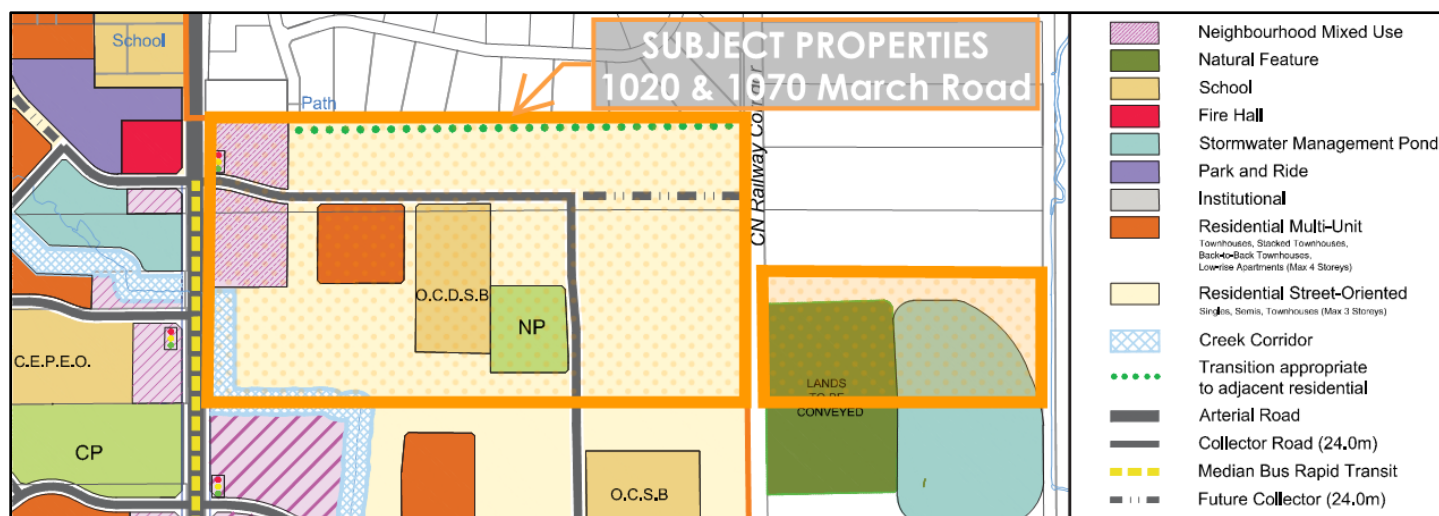 School
SUBJECT PROPERTIES
1020 & 1070 March Road
Path
CN Railway Corridor
O.C.D.S.B
NP
C.E.P.E.O.
LANDS
TO BE
CONVEYED
CP
O.C.S.B
Neighbourhood Mixed Use
Natural Feature
School
Fire Hall
Stormwater Management Pond
Park and Ride
Institutional
Residential Multi-Unit
Townhouses, Stacked Townhouses,
Back-to-Back Townhouses,
Low-rise Apartments (Max 4 Storeys)
Residential Street-Oriented
Singles, Semis, Townhouses (Max 3 Storeys)
Creek Corridor
Transition appropriate
to adjacent residential
Arterial Road
Collector Road (24.0m)
Median Bus Rapid Transit
Future Collector (24.0m)